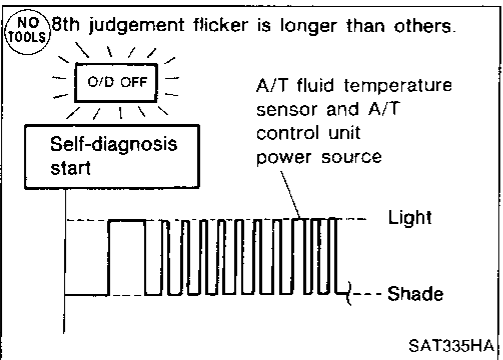 NO TOOLS
8th judgement flicker is longer than others.
O/D OFF
Self-diagnosis
start
A/T fluid temperature
sensor and A/T
control unit
power source
Light
Shade
SAT335HA